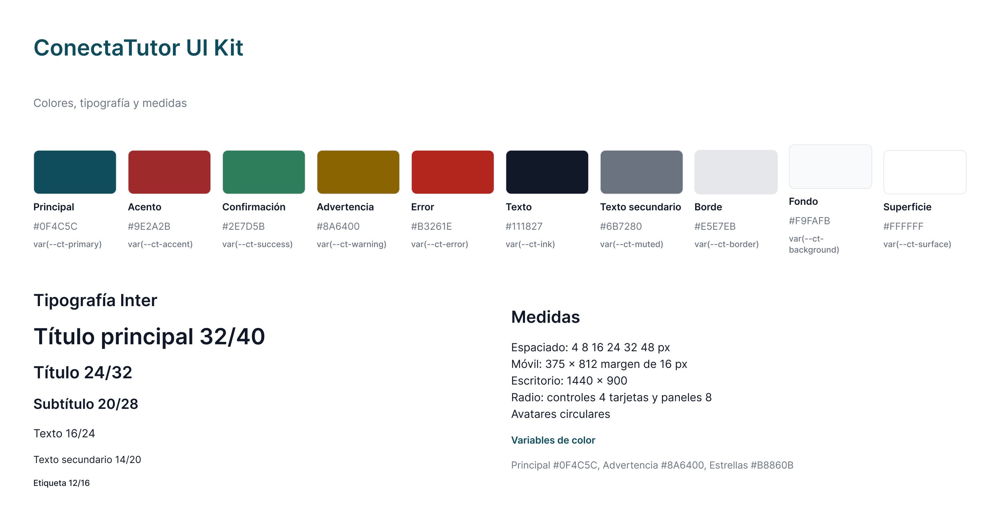 ConectaTutor UI Kit
Colores, tipografía y medidas
Principal
#0F4C5C
var(--ct-primary)
Acento
#9E2A2B
var(--ct-accent)
Confirmación
#2E7D5B
var(--ct-success)
Advertencia
#8A6400
var(--ct-warning)
Error
#B3261E
var(--ct-error)
Texto
#111827
var(--ct-ink)
Texto secundario
#6B7280
var(--ct-muted)
Borde
#E5E7EB
var(--ct-border)
Fondo
#F9FAFB
var(--ct-
background)
Superficie
#FFFFFF
var(--ct-surface)
Tipografía Inter
Título principal 32/40
Título 24/32
Subtítulo 20/28
Texto 16/24
Texto secundario 14/20
Etiqueta 12/16
Medidas
Espaciado: 4 8 16 24 32 48 px
Móvil: 375 × 812 margen de 16 px
Escritorio: 1440 × 900
Radio: controles 4 tarjetas y paneles 8
Avatares circulares
Variables de color
Principal #0F4C5C, Advertencia #8A6400, Estrellas #B8860B